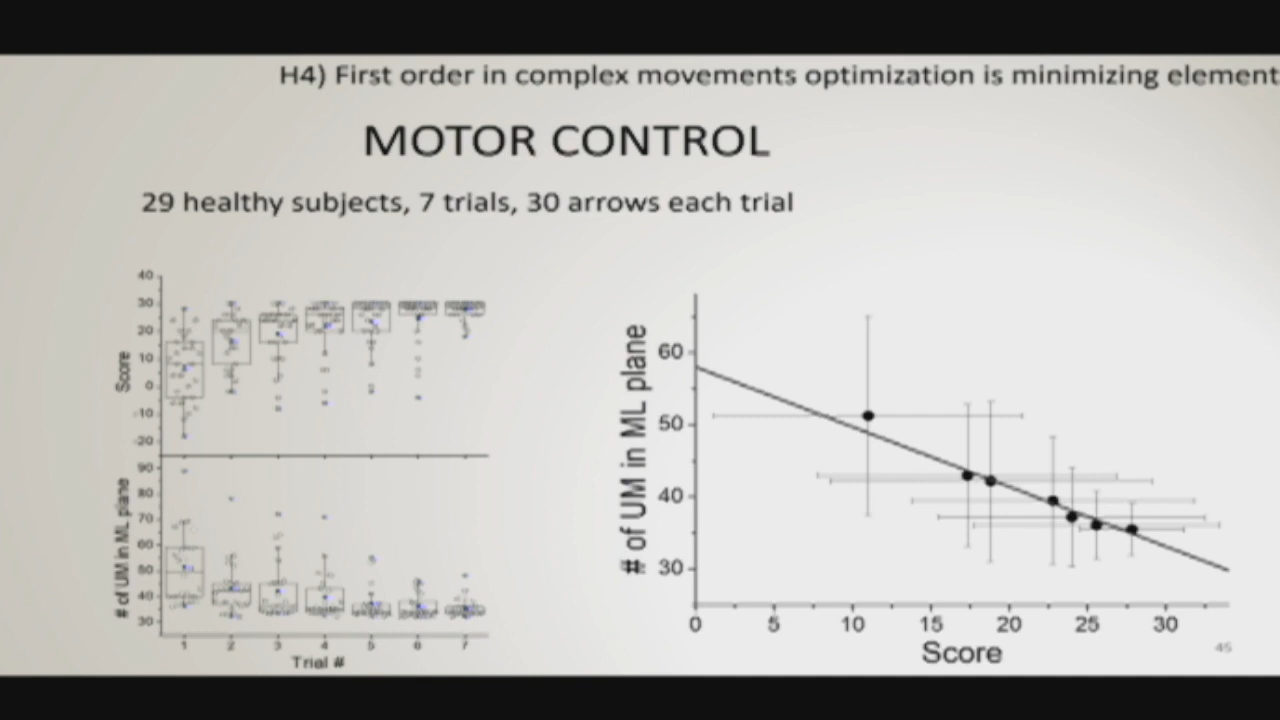 H4) First order in complex movements optimization is minimizing element
MOTOR CONTROL
29 healthy subjects, 7 trials, 30 arrows each trial
40
30
20
10
0
-10
-20
Score
90
80
70
60
50
40
30
# of UM in ML plane
1 2 3 4 5 6 7
Trial #
60
50
40
30
# of UM in ML plane
0 5 10 15 20 25 30
Score
45